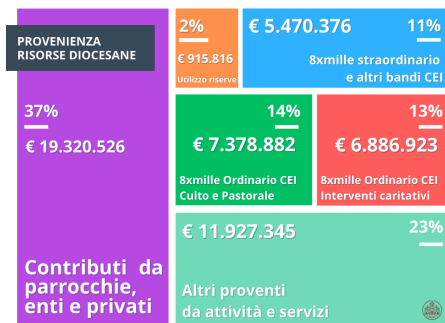 PROVENIENZA
RISORSE DIOCESANE
37%
€ 19.320.526
Contributi da
parrocchie,
enti e privati
2%
€ 915.816
Utilizzo riserve
€ 5.470.376 11%
8xmille straordinario
e altri bandi CEI
14%
€ 7.378.882
8xmille Ordinario CEI
Culto e Pastorale
13%
€ 6.886.923
8xmille Ordinario CEI
Interventi caritativi
€ 11.927.345 23%
Altri proventi
da attività e servizi